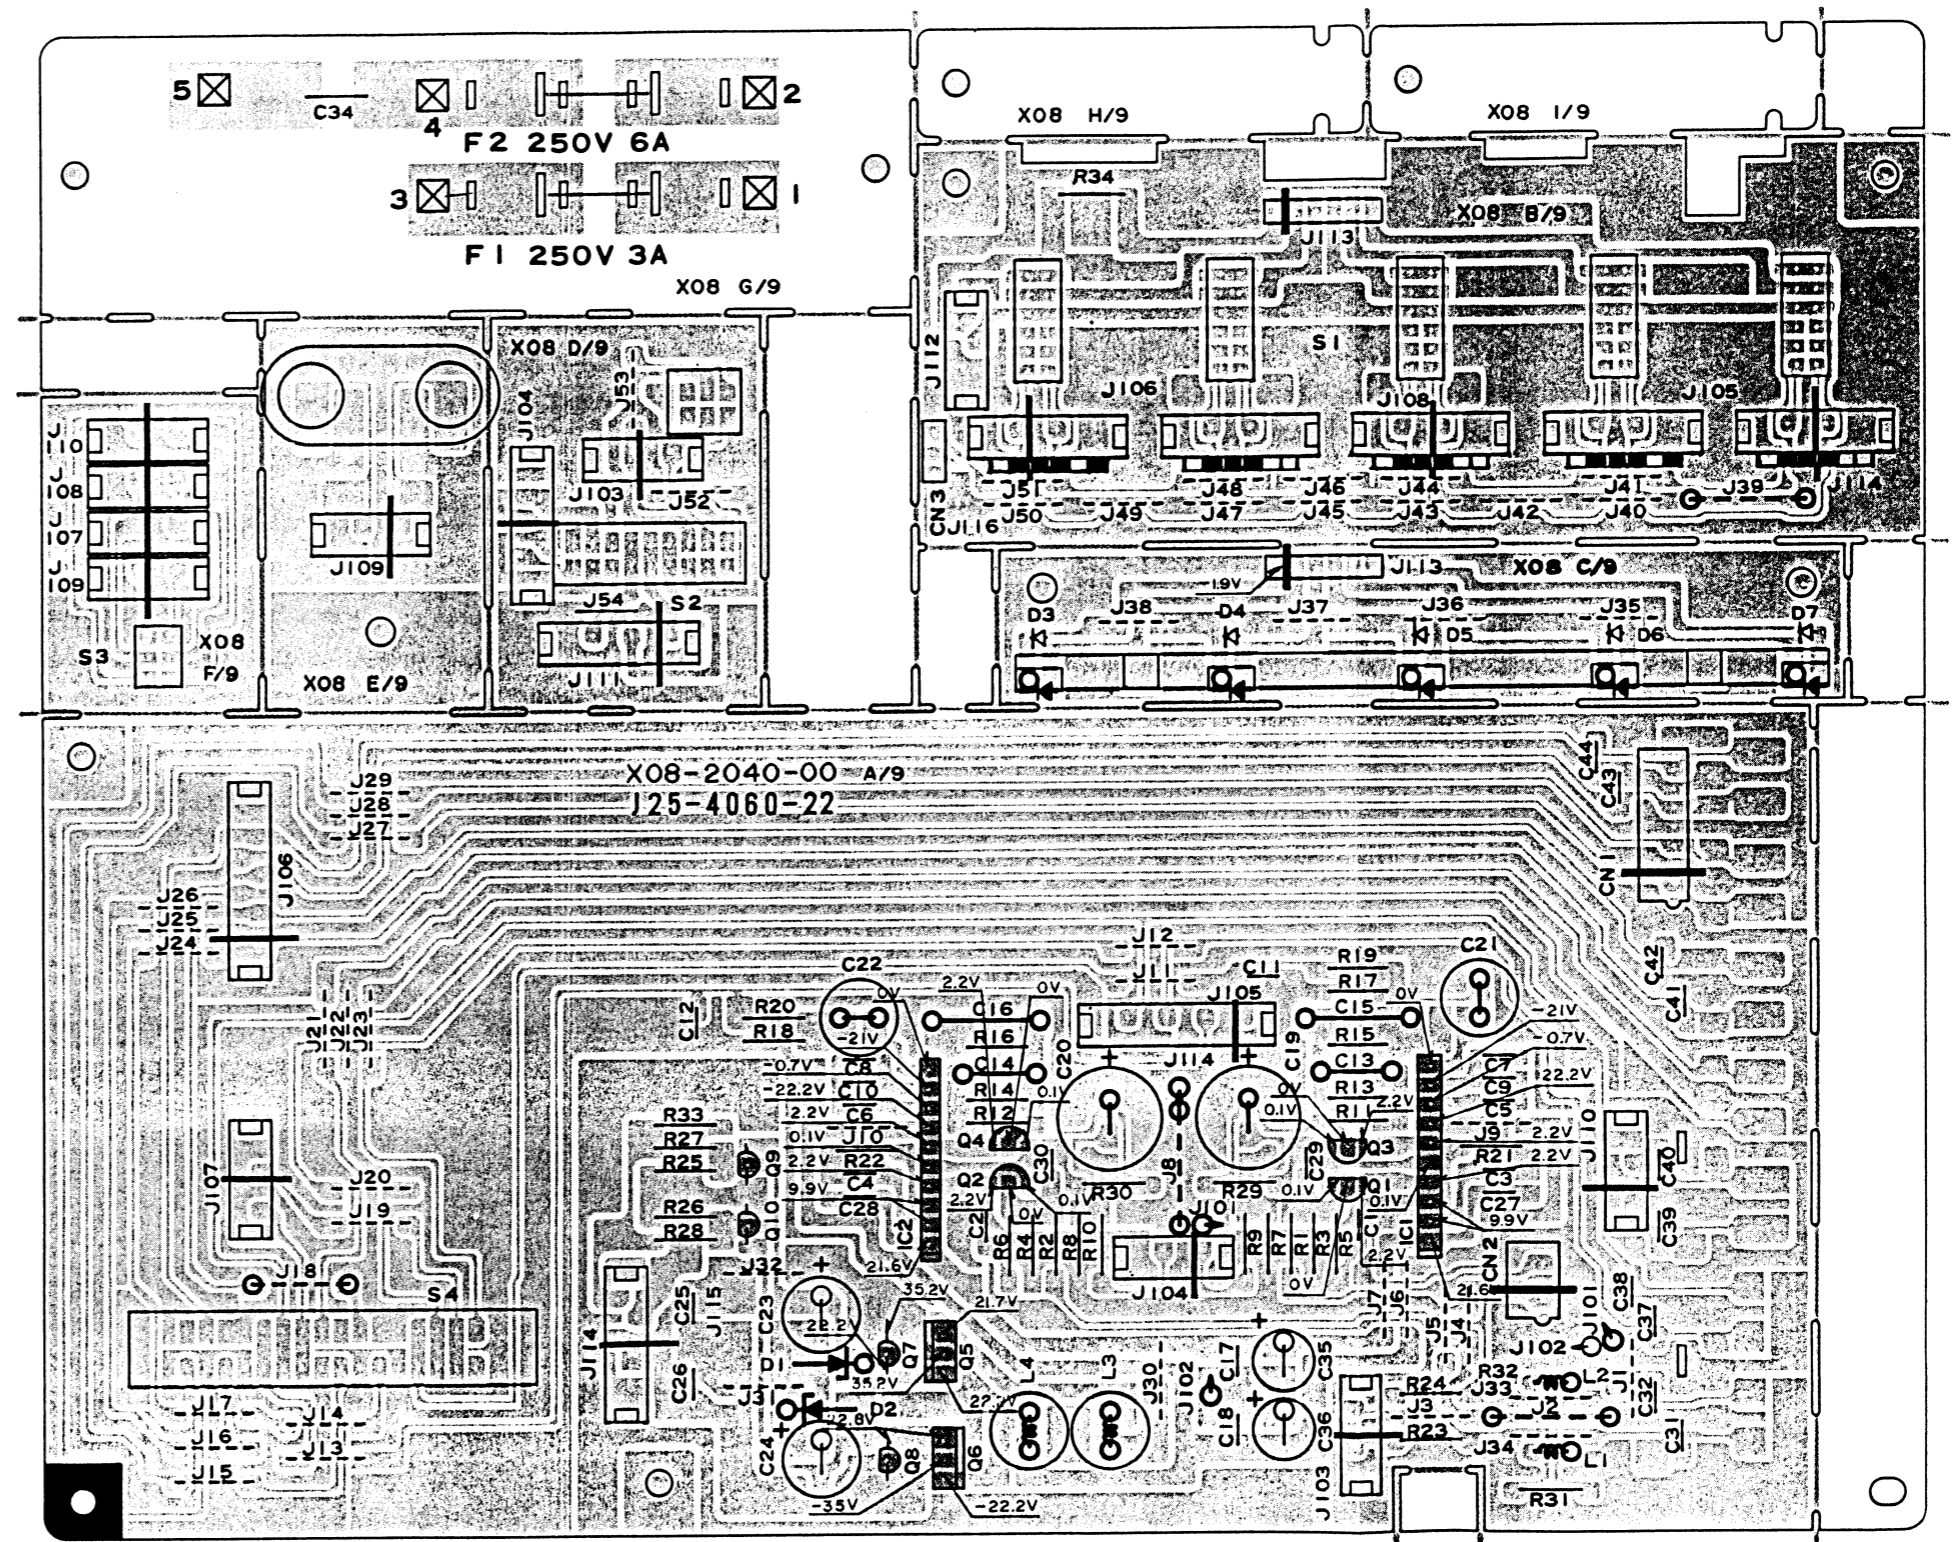 5
C34
4
2
F2 250V 6A
3
1
F1 250V 3A
X08 G/9
X08 H/9
X08 I/9
R34
X08 B/9
J113
J112
S1
J106
J108
J105
CN3
J116
J51
J48
J46
J44
J41
J39
J114
J50
J49
J47
J45
J43
J42
J40
X08 D/9
J53
J104
J103
J52
J54
S2
J111
J110
J108
J107
J109
S3
X08
F/9
J109
X08 E/9
1.9V
J113
X08 C/9
D3
J38
D4
J37
J36
D5
J35
D6
D7
X08-2040-00 A/9
J25-4060-22
J29
J28
J27
J106
J26
J25
J24
J21
J22
J23
C44
C43
CN1
C42
C41
J12
J11
C11
J105
R19
R17
C15
R15
C13
R13
R11
C19
C21
0V
-21V
-0.7V
C7
C9
-22.2V
C5
J9
2.2V
R21
2.2V
C3
C27
9.9V
J110
C40
C39
C22
0V
2.2V
0V
C12
R20
R18
-21V
C16
R16
C14
R14
R12
C20
0.1V
-0.7V
C8
-22.2V
C10
2.2V
C6
0.1V
J10
2.2V
R22
9.9V
C4
C28
IC2
21.6V
Q4
Q2
C30
2.2V
0.1V
0V
C2
R6
R4
R2
R8
R10
J114
R30
J8
R29
0V
0.1V
2.2V
C29
Q3
Q1
0.1V
0.1V
C1
IC1
2.2V
0V
R9
R7
R1
R3
R5
J104
R33
R27
R25
Q9
R26
R28
Q10
J107
J20
J19
J18
S4
J17
J16
J15
J14
J13
J114
C25
J115
C26
J32
C23
22.2
35.2V
21.7V
D1
Q7
Q5
35.2V
D2
C24
Q8
Q6
-35V
-22.2V
L4
L3
J30
J102
C17
C18
C35
C36
J103
J7
J6
J5
J4
21.6
CN2
J101
C38
C37
J102
R32
L2
J1
R24
J33
C32
J3
J2
R23
J34
L1
C31
R31